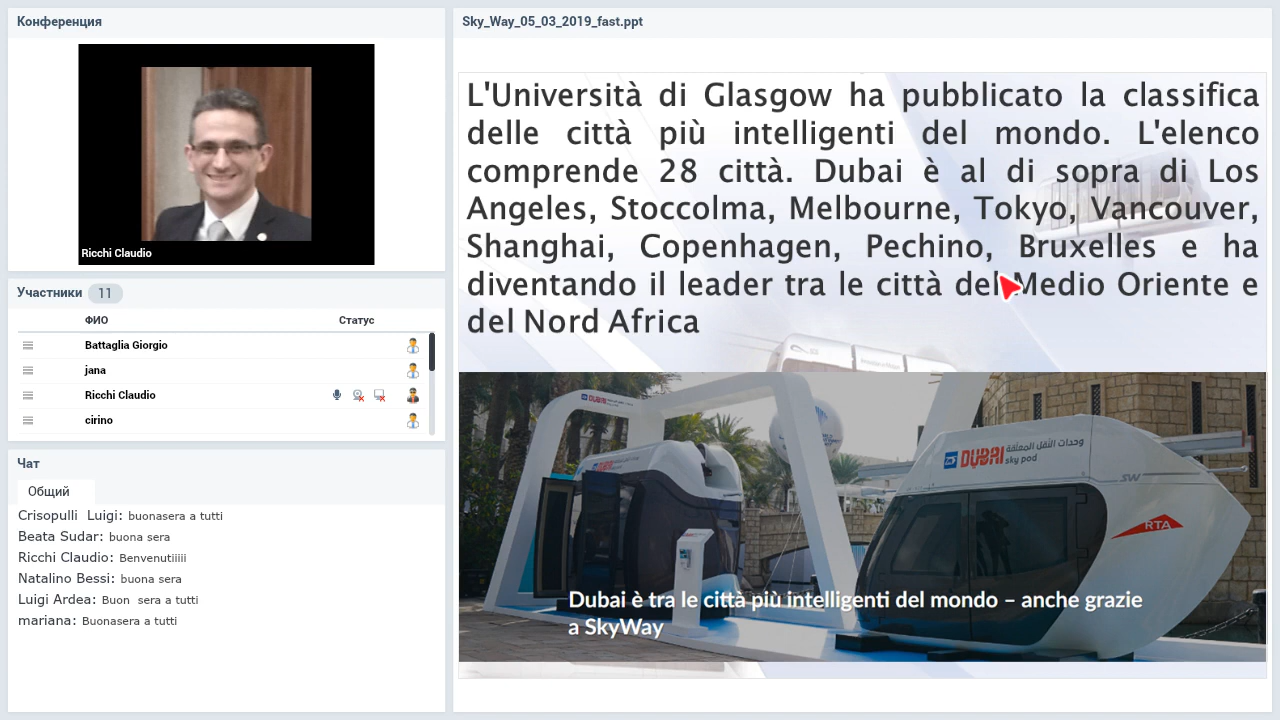 Конференция
Ricchi Claudio
Участники 11
ФИО Статус
Battaglia Giorgio
jana
Ricchi Claudio
cirino
Чат
Общий
Crisopulli Luigi: buonasera a tutti
Beata Sudar: buona sera
Ricchi Claudio: Benvenutiiiii
Natalino Bessi: buona sera
Luigi Ardea: Buon sera a tutti
mariana: Buonasera a tutti
Sky_Way_05_03_2019_fast.ppt
L'Università di Glasgow ha pubblicato la classifica
delle città più intelligenti del mondo. L'elenco
comprende 28 città. Dubai è al di sopra di Los
Angeles, Stoccolma, Melbourne, Tokyo, Vancouver,
Shanghai, Copenhagen, Pechino, Bruxelles e ha
diventando il leader tra le città del Medio Oriente e
del Nord Africa
DUBAI
وحدات النقل المعلقة
DUBAI
sky pod
SW
RTA
Dubai è tra le città più intelligenti del mondo – anche grazie
a SkyWay